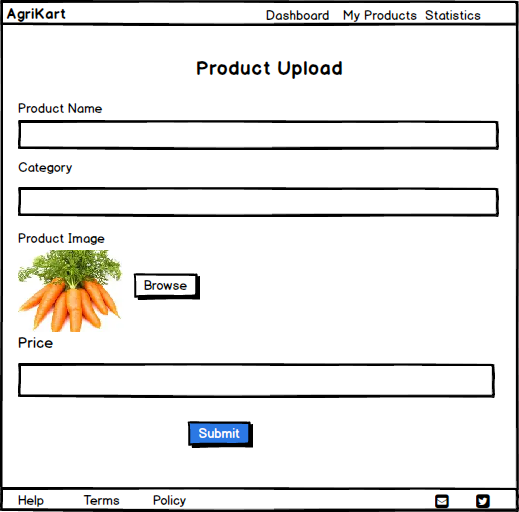 AgriKart Dashboard My Products Statistics
Product Upload
Product Name
Category
Product Image
Browse
Price
Submit
Help Terms Policy